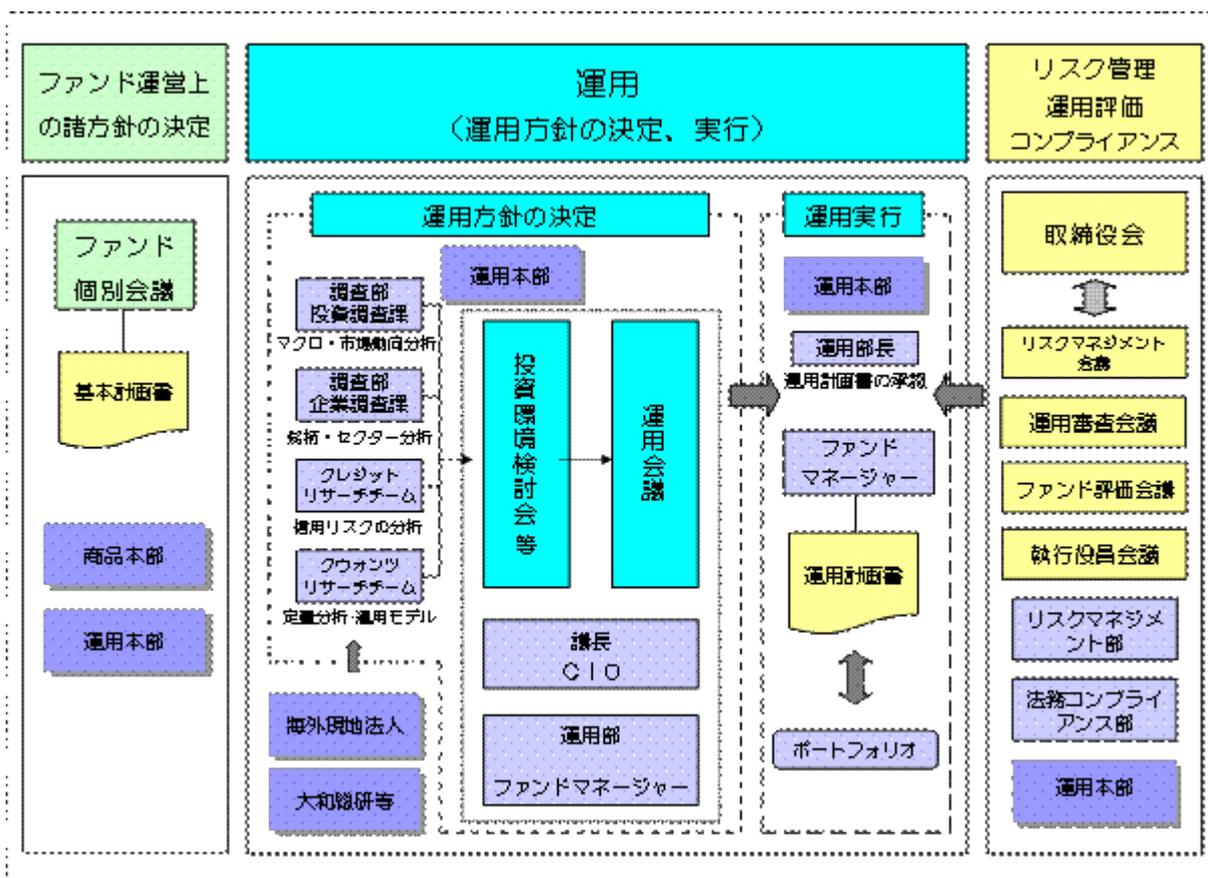 ファンド運営上
の諸方針の決定
運用
（運用方針の決定、実行）
リスク管理
運用評価
コンプライアンス
ファンド
個別会議
基本計画書
商品本部
運用本部
運用方針の決定
運用本部
調査部
投資調査課
マクロ・市場動向分析
調査部
企業調査課
銘柄・セクター分析
クレジット
リサーチチーム
信用リスクの分析
クウォンツ
リサーチチーム
定量分析・運用モデル
海外現地法人
大和総研等
投資環境検討会等
運用会議
議長
ＣＩＯ
運用部
ファンドマネージャー
運用実行
運用本部
運用部長
運用計画書の承認
ファンド
マネージャー
運用計画書
ポートフォリオ
取締役会
リスクマネジメント
会議
運用審査会議
ファンド評価会議
執行役員会議
リスクマネジメ
ント部
法務コンプライ
アンス部
運用本部